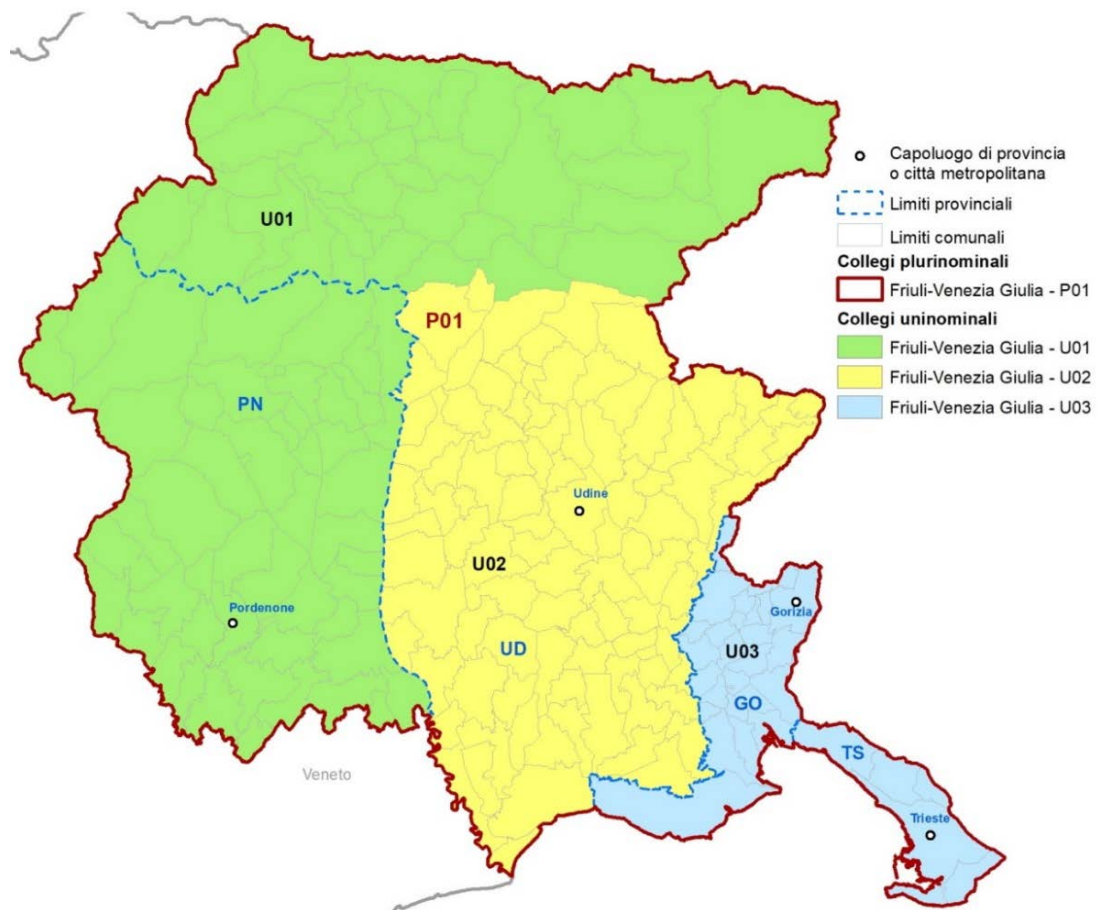 U01
P01
PN
Udine
U02
Pordenone
Gorizia
UD
U03
GO
Veneto
TS
Trieste
Capoluogo di provincia
o città metropolitana
Limiti provinciali
Limiti comunali
Collegi plurinominali
Friuli-Venezia Giulia - P01
Collegi uninominali
Friuli-Venezia Giulia - U01
Friuli-Venezia Giulia - U02
Friuli-Venezia Giulia - U03